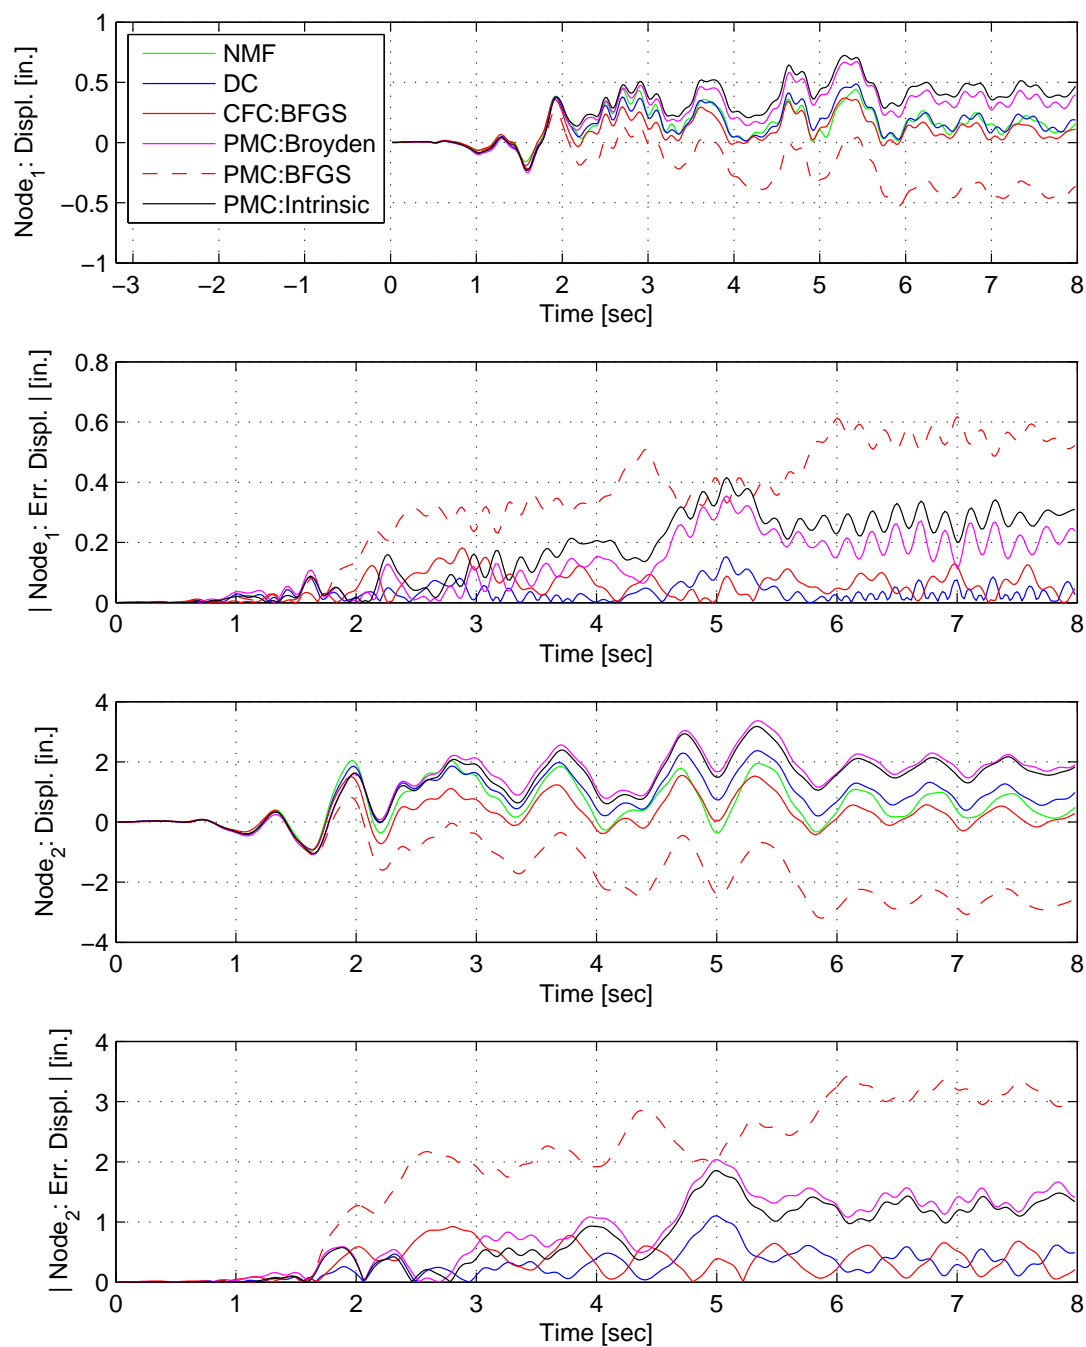 Node1: Displ. [in.]
1
0.5
0
−0.5
−1
NMF
DC
CFC:BFGS
PMC:Broyden
PMC:BFGS
PMC:Intrinsic
−3 −2 −1 0 1 2 3 4 5 6 7 8
Time [sec]
| Node1: Err. Displ. | [in.]
0.8
0.6
0.4
0.2
0
0 1 2 3 4 5 6 7 8
Time [sec]
Node2: Displ. [in.]
4
2
0
−2
−4
0 1 2 3 4 5 6 7 8
Time [sec]
| Node2: Err. Displ. | [in.]
4
3
2
1
0
0 1 2 3 4 5 6 7 8
Time [sec]